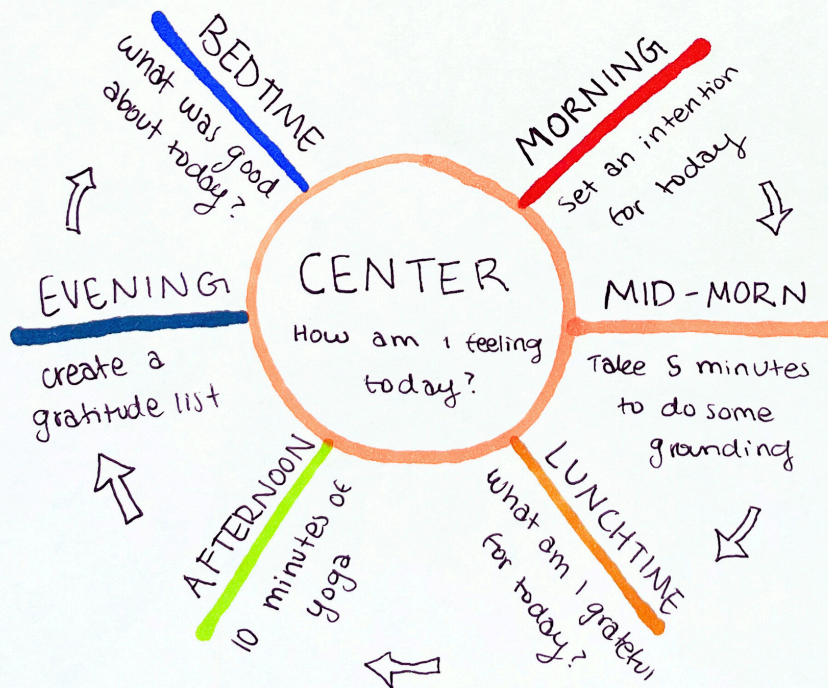 CENTER
How am I feeling
today?
MORNING
Set an intention
for today
MID-MORN
Take 5 minutes
to do some
grounding
LUNCHTIME
What am I grateful
for today?
AFTERNOON
10 minutes of
yoga
EVENING
create a
gratitude list
BEDTIME
what was good
about today?